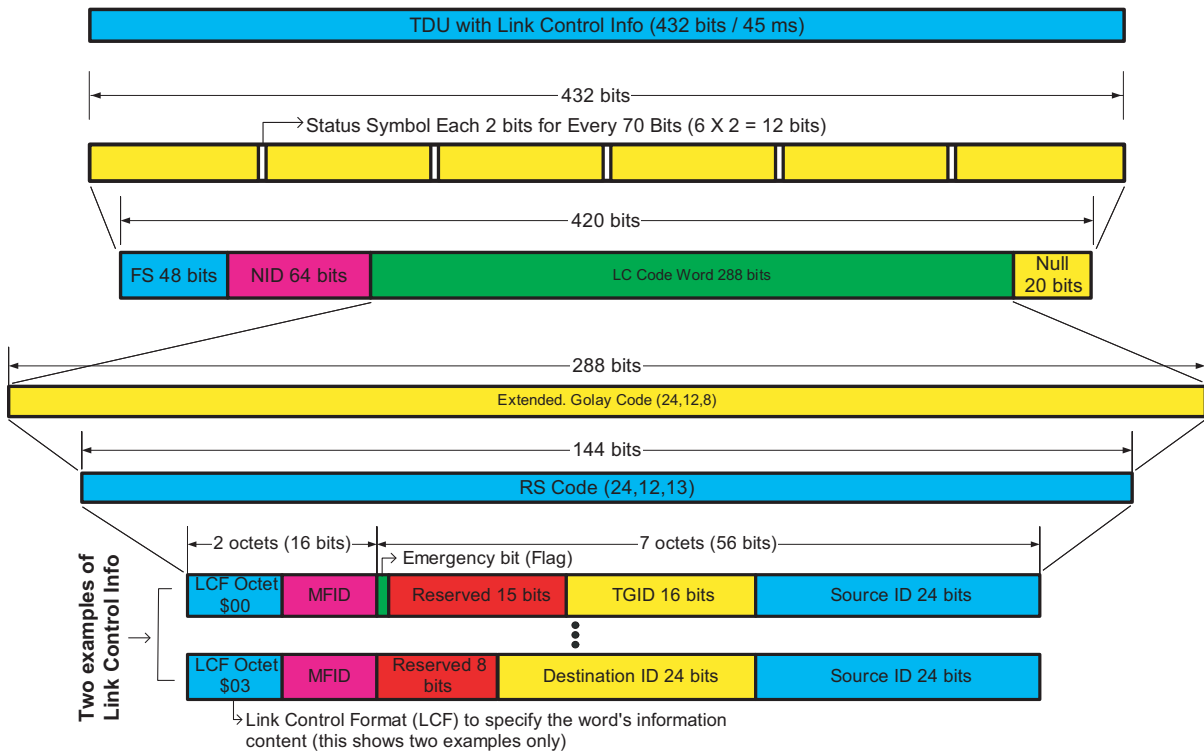 TDU with Link Control Info (432 bits / 45 ms)
432 bits
Status Symbol Each 2 bits for Every 70 Bits (6 X 2 = 12 bits)
420 bits
FS 48 bits
NID 64 bits
LC Code Word 288 bits
Null
20 bits
288 bits
Extended. Golay Code (24,12,8)
144 bits
RS Code (24,12,13)
2 octets (16 bits)
7 octets (56 bits)
Emergency bit (Flag)
Two examples of
Link Control Info
LCF Octet
$00
MFID
Reserved 15 bits
TGID 16 bits
Source ID 24 bits
LCF Octet
$03
MFID
Reserved 8
bits
Destination ID 24 bits
Source ID 24 bits
Link Control Format (LCF) to specify the word's information
content (this shows two examples only)